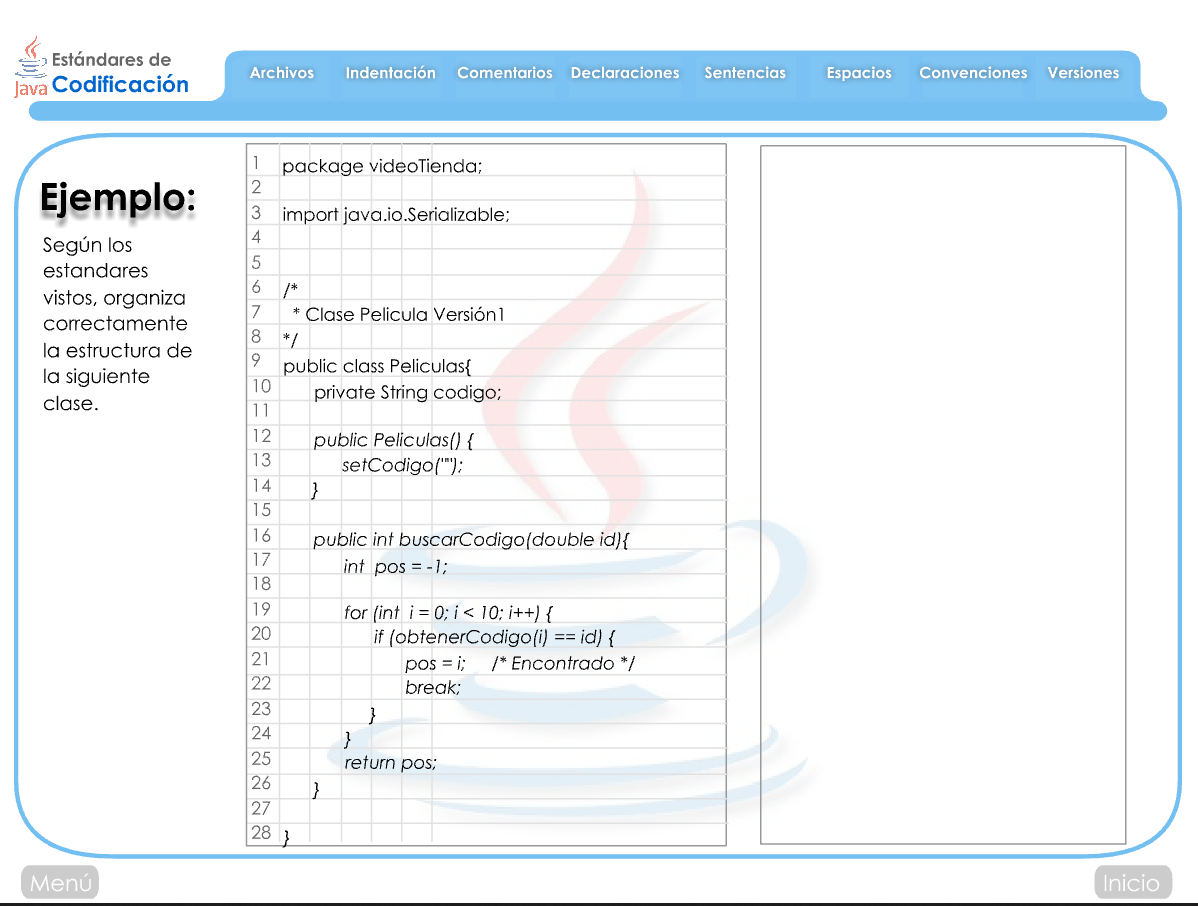 Estándares de
Java Codificación
Archivos Indentación Comentarios Declaraciones Sentencias Espacios Convenciones Versiones
Ejemplo:
Según los
estandares
vistos, organiza
correctamente
la estructura de
la siguiente
clase.
1 package videoTienda;
2
3 import java.io.Serializable;
4
5
6 /*
7 * Clase Pelicula Versión1
8 */
9 public class Peliculas{
10 private String codigo;
11
12 public Peliculas() {
13 setCodigo("");
14 }
15
16 public int buscarCodigo(double id){
17 int pos = -1;
18
19 for (int i = 0; i < 10; i++) {
20 if (obtenerCodigo(i) == id) {
21 pos = i; /* Encontrado */
22 break;
23 }
24 }
25 return pos;
26 }
27
28 }
Menú
Inicio